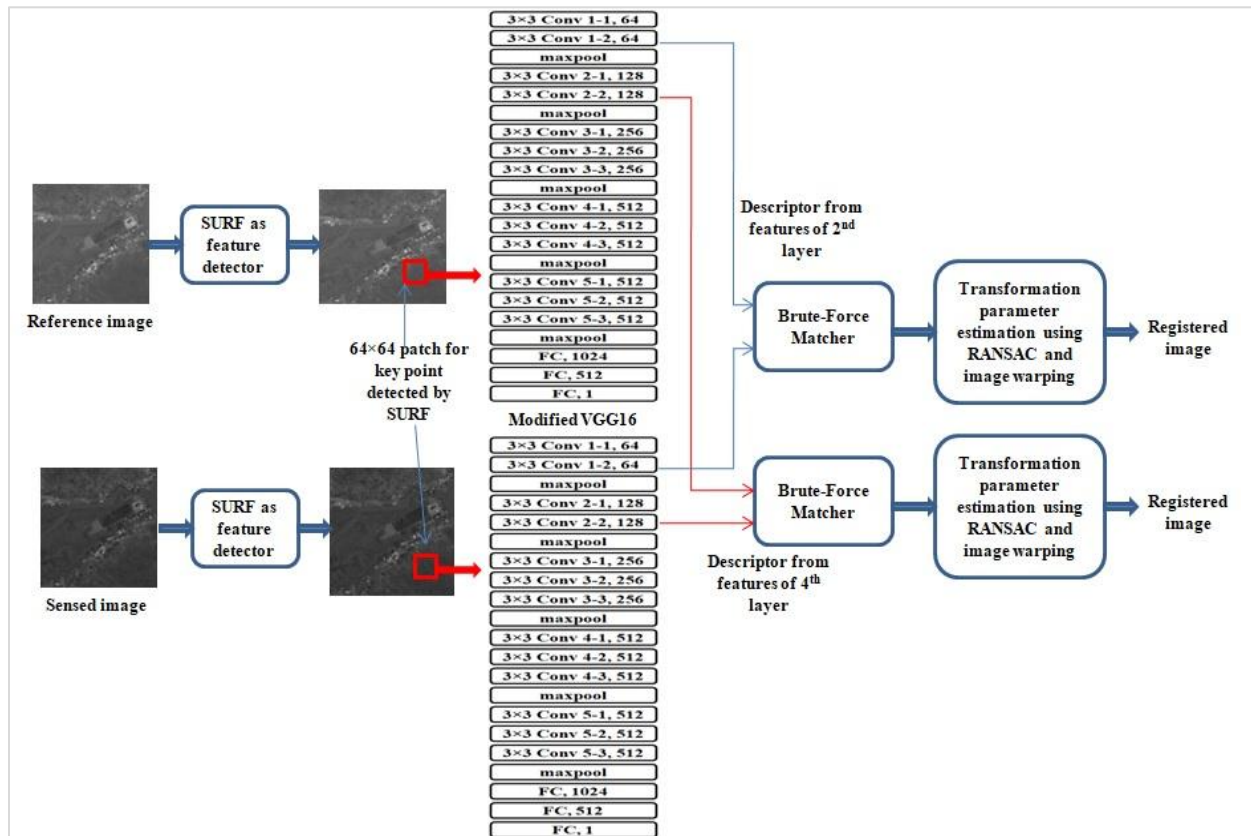 3×3 Conv 1-1, 64
3×3 Conv 1-2, 64
maxpool
3×3 Conv 2-1, 128
3×3 Conv 2-2, 128
maxpool
3×3 Conv 3-1, 256
3×3 Conv 3-2, 256
3×3 Conv 3-3, 256
maxpool
3×3 Conv 4-1, 512
3×3 Conv 4-2, 512
3×3 Conv 4-3, 512
maxpool
3×3 Conv 5-1, 512
3×3 Conv 5-2, 512
3×3 Conv 5-3, 512
maxpool
FC, 1024
FC, 512
FC, 1
Modified VGG16
SURF as
feature
detector
Reference image
64×64 patch for
key point
detected by
SURF
Descriptor from
features of 2nd
layer
Brute-Force
Matcher
Transformation
parameter
estimation using
RANSAC and
image warping
Registered
image
3×3 Conv 1-1, 64
3×3 Conv 1-2, 64
maxpool
3×3 Conv 2-1, 128
3×3 Conv 2-2, 128
maxpool
3×3 Conv 3-1, 256
3×3 Conv 3-2, 256
3×3 Conv 3-3, 256
maxpool
3×3 Conv 4-1, 512
3×3 Conv 4-2, 512
3×3 Conv 4-3, 512
maxpool
3×3 Conv 5-1, 512
3×3 Conv 5-2, 512
3×3 Conv 5-3, 512
maxpool
FC, 1024
FC, 512
FC, 1
SURF as
feature
detector
Sensed image
Brute-Force
Matcher
Descriptor from
features of 4th
layer
Transformation
parameter
estimation using
RANSAC and
image warping
Registered
image